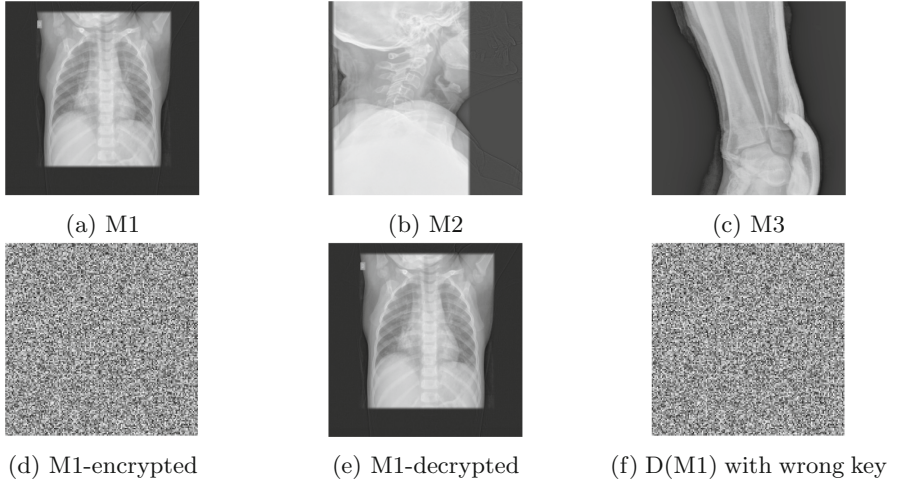 (a) M1
(b) M2
(c) M3
(d) M1-encrypted
(e) M1-decrypted
(f) D(M1) with wrong key